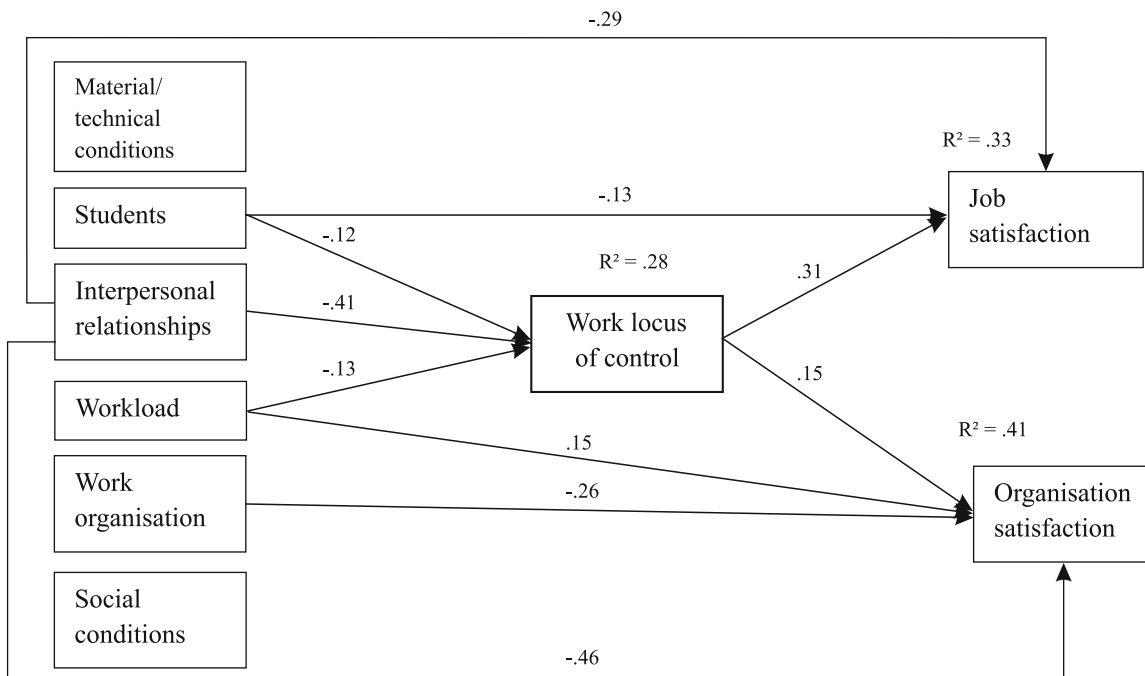 -.29
Material/
technical
conditions
R² = .33
Students
-.13
Job
satisfaction
-.12
R² = .28
.31
Interpersonal
relationships
-.41
Work locus
of control
-.13
.15
Workload
R² = .41
.15
Work
organisation
-.26
Organisation
satisfaction
Social
conditions
-.46